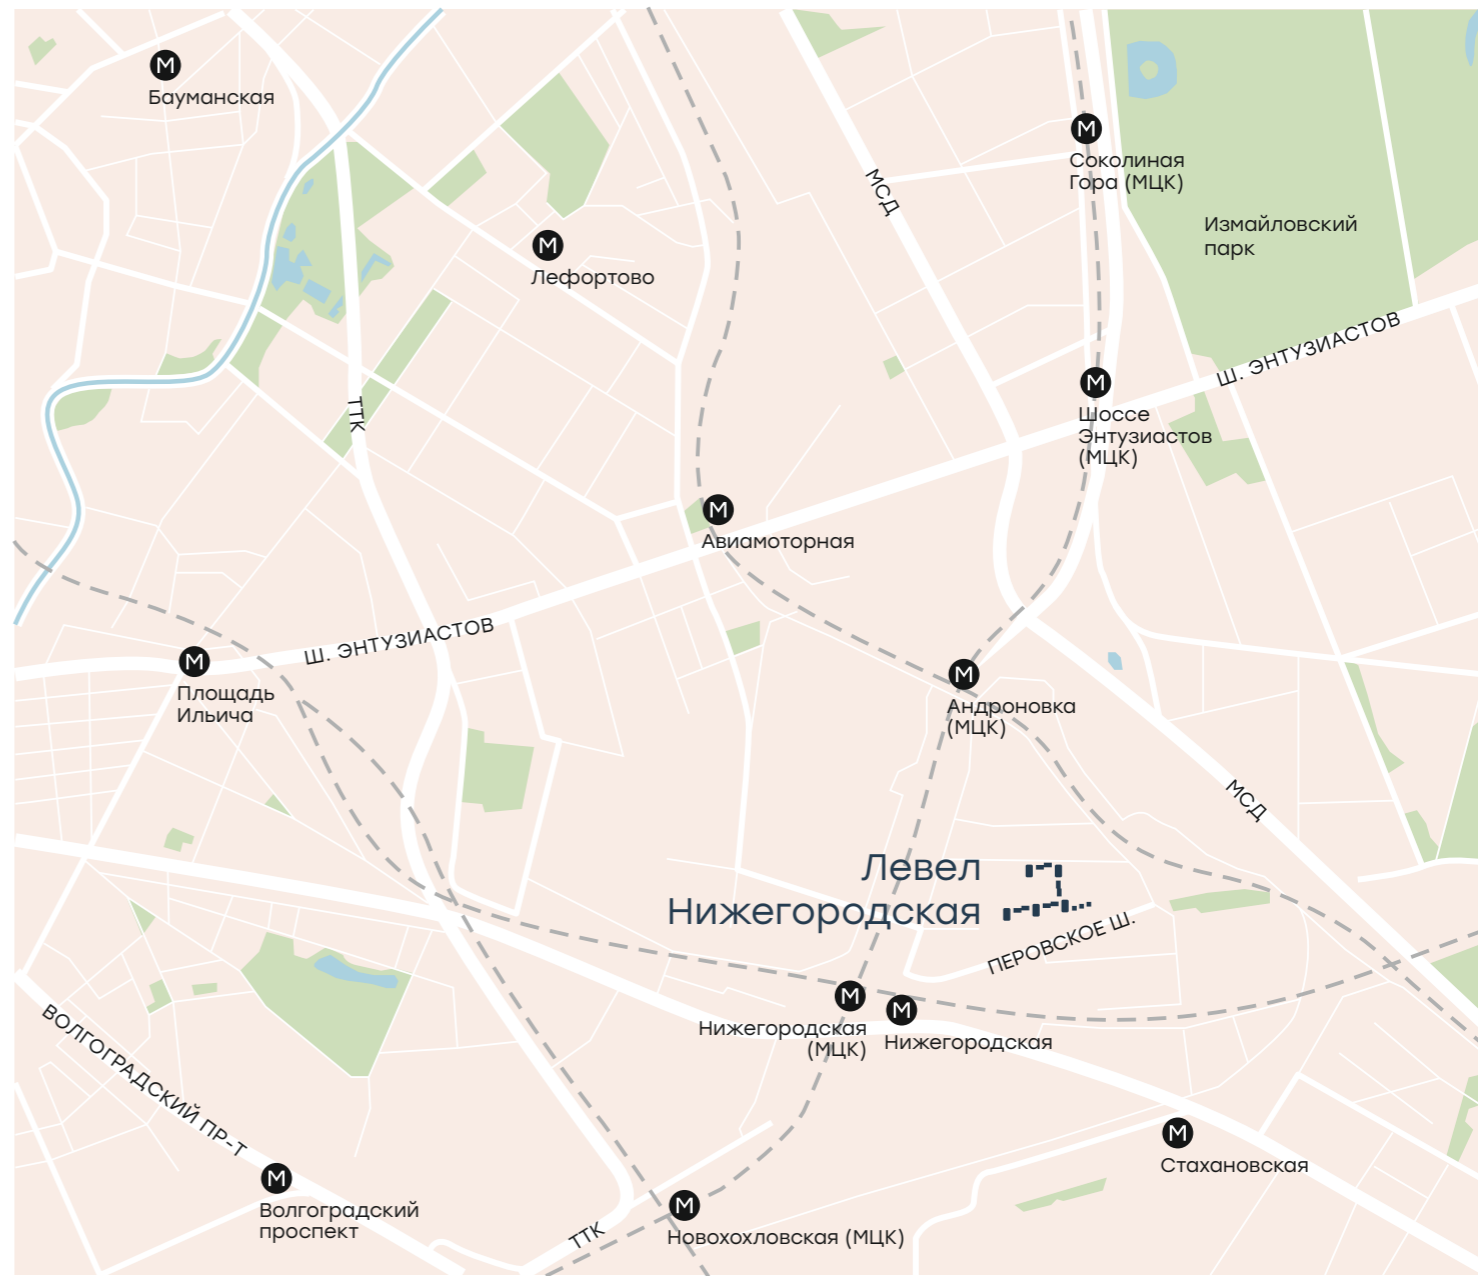 М
Бауманская
М
Соколиная
Гора (МЦК)
МСД
Измайловский
парк
М
Лефортово
Ш. ЭНТУЗИАСТОВ
М
Шоссе
Энтузиастов
(МЦК)
ТТК
М
Авиамоторная
Ш. ЭНТУЗИАСТОВ
М
Площадь
Ильича
М
Андроновка
(МЦК)
МСД
Левел
Нижегородская
ПЕРОВСКОЕ Ш.
М
Нижегородская
(МЦК)
М
Нижегородская
ВОЛГОГРАДСКИЙ ПР-Т
М
Стахановская
М
Волгоградский
проспект
М
Новохохловская (МЦК)
ТТК